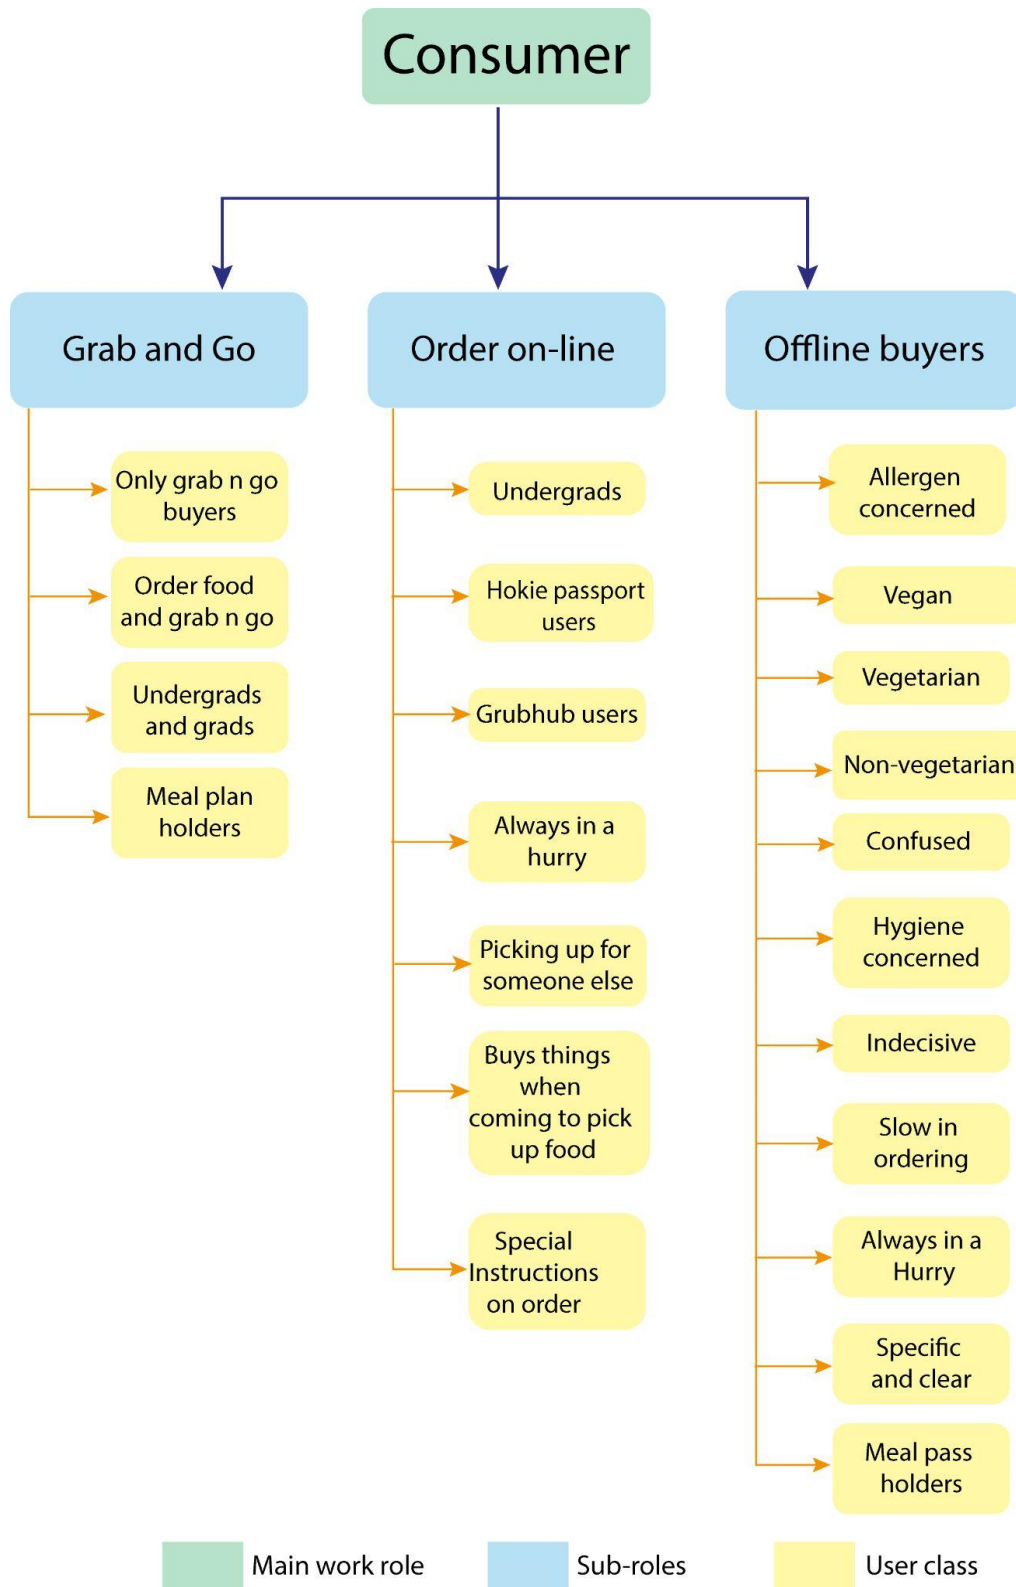 Consumer
Grab and Go
Only grab n go
buyers
Order food
and grab n go
Undergrads
and grads
Meal plan
holders
Order on-line
Undergrads
Hokie passport
users
Grubhub users
Always in a
hurry
Picking up for
someone else
Buys things
when
coming to pick
up food
Special
Instructions
on order
Offline buyers
Allergen
concerned
Vegan
Vegetarian
Non-vegetarian
Confused
Hygiene
concerned
Indecisive
Slow in
ordering
Always in a
Hurry
Specific
and clear
Meal pass
holders
Main work role
Sub-roles
User class